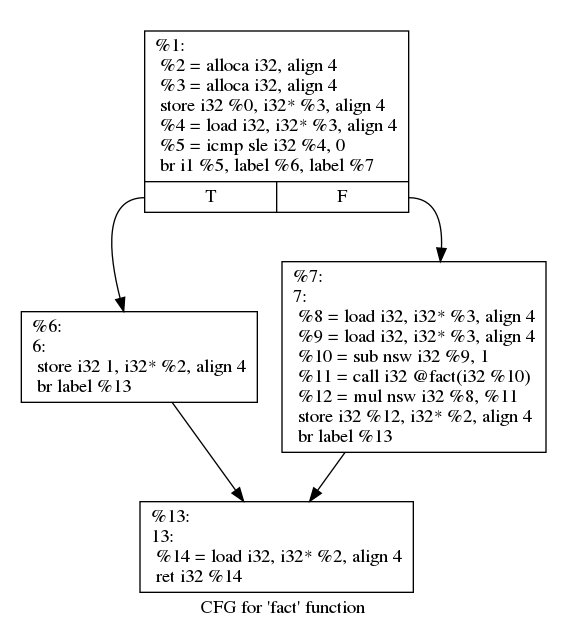 %1:
%2 = alloca i32, align 4
%3 = alloca i32, align 4
store i32 %0, i32* %3, align 4
%4 = load i32, i32* %3, align 4
%5 = icmp sle i32 %4, 0
br i1 %5, label %6, label %7
T F
%6:
6:
store i32 1, i32* %2, align 4
br label %13
%7:
7:
%8 = load i32, i32* %3, align 4
%9 = load i32, i32* %3, align 4
%10 = sub nsw i32 %9, 1
%11 = call i32 @fact(i32 %10)
%12 = mul nsw i32 %8, %11
store i32 %12, i32* %2, align 4
br label %13
%13:
13:
%14 = load i32, i32* %2, align 4
ret i32 %14
CFG for 'fact' function